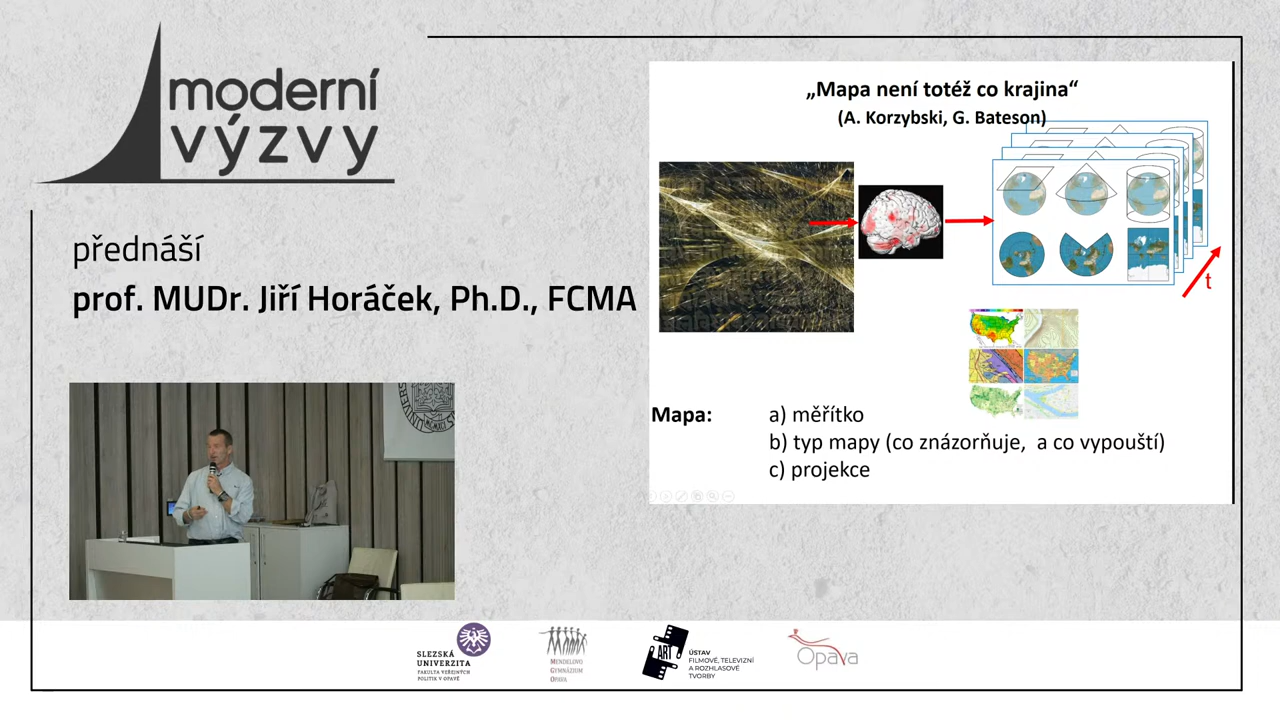 moderní
výzvy
přednáší
prof. MUDr. Jiří Horáček, Ph.D., FCMA
„Mapa není totéž co krajina“
(A. Korzybski, G. Bateson)
t
Mapa:
a) měřítko
b) typ mapy (co znázorňuje, a co vypouští)
c) projekce
SLEZSKÁ
UNIVERZITA
FAKULTA VEŘEJNÝCH
POLITIK V OPAVĚ
MENDELOVO
GYMNÁZIUM
OPAVA
ART
ÚSTAV
FILMOVÉ, TELEVIZNÍ
A ROZHLASOVÉ
TVORBY
Opava